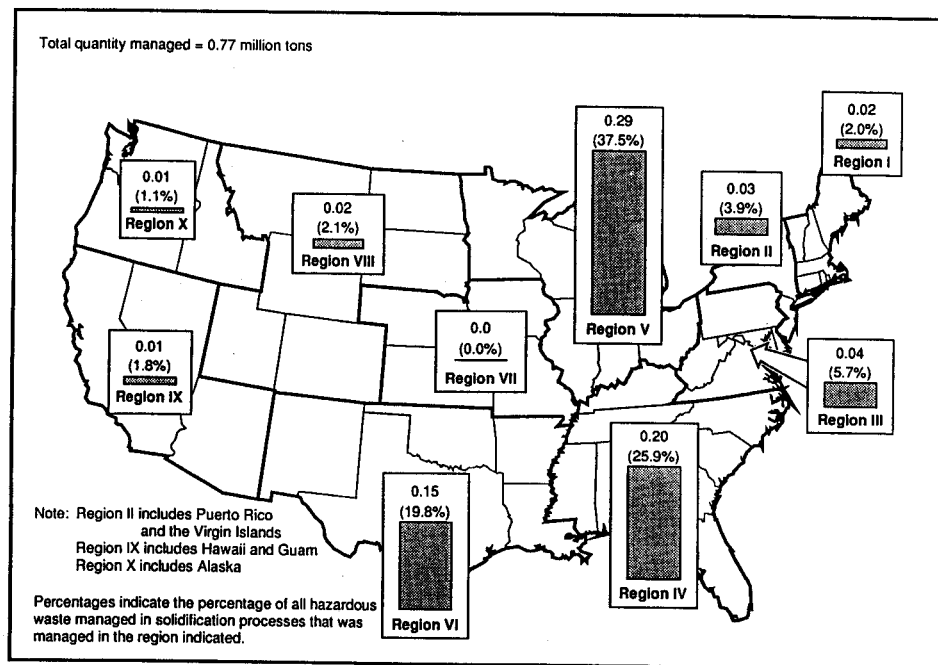 Total quantity managed = 0.77 million tons
0.02
(2.0%)
Region I
0.29
(37.5%)
Region V
0.01
(1.1%)
Region X
0.03
(3.9%)
Region II
0.02
(2.1%)
Region VIII
0.0
(0.0%)
Region VII
0.01
(1.8%)
Region IX
0.04
(5.7%)
Region III
0.20
(25.9%)
Region IV
0.15
(19.8%)
Region VI
Note: Region II includes Puerto Rico
and the Virgin Islands
Region IX includes Hawaii and Guam
Region X includes Alaska
Percentages indicate the percentage of all hazardous
waste managed in solidification processes that was
managed in the region indicated.